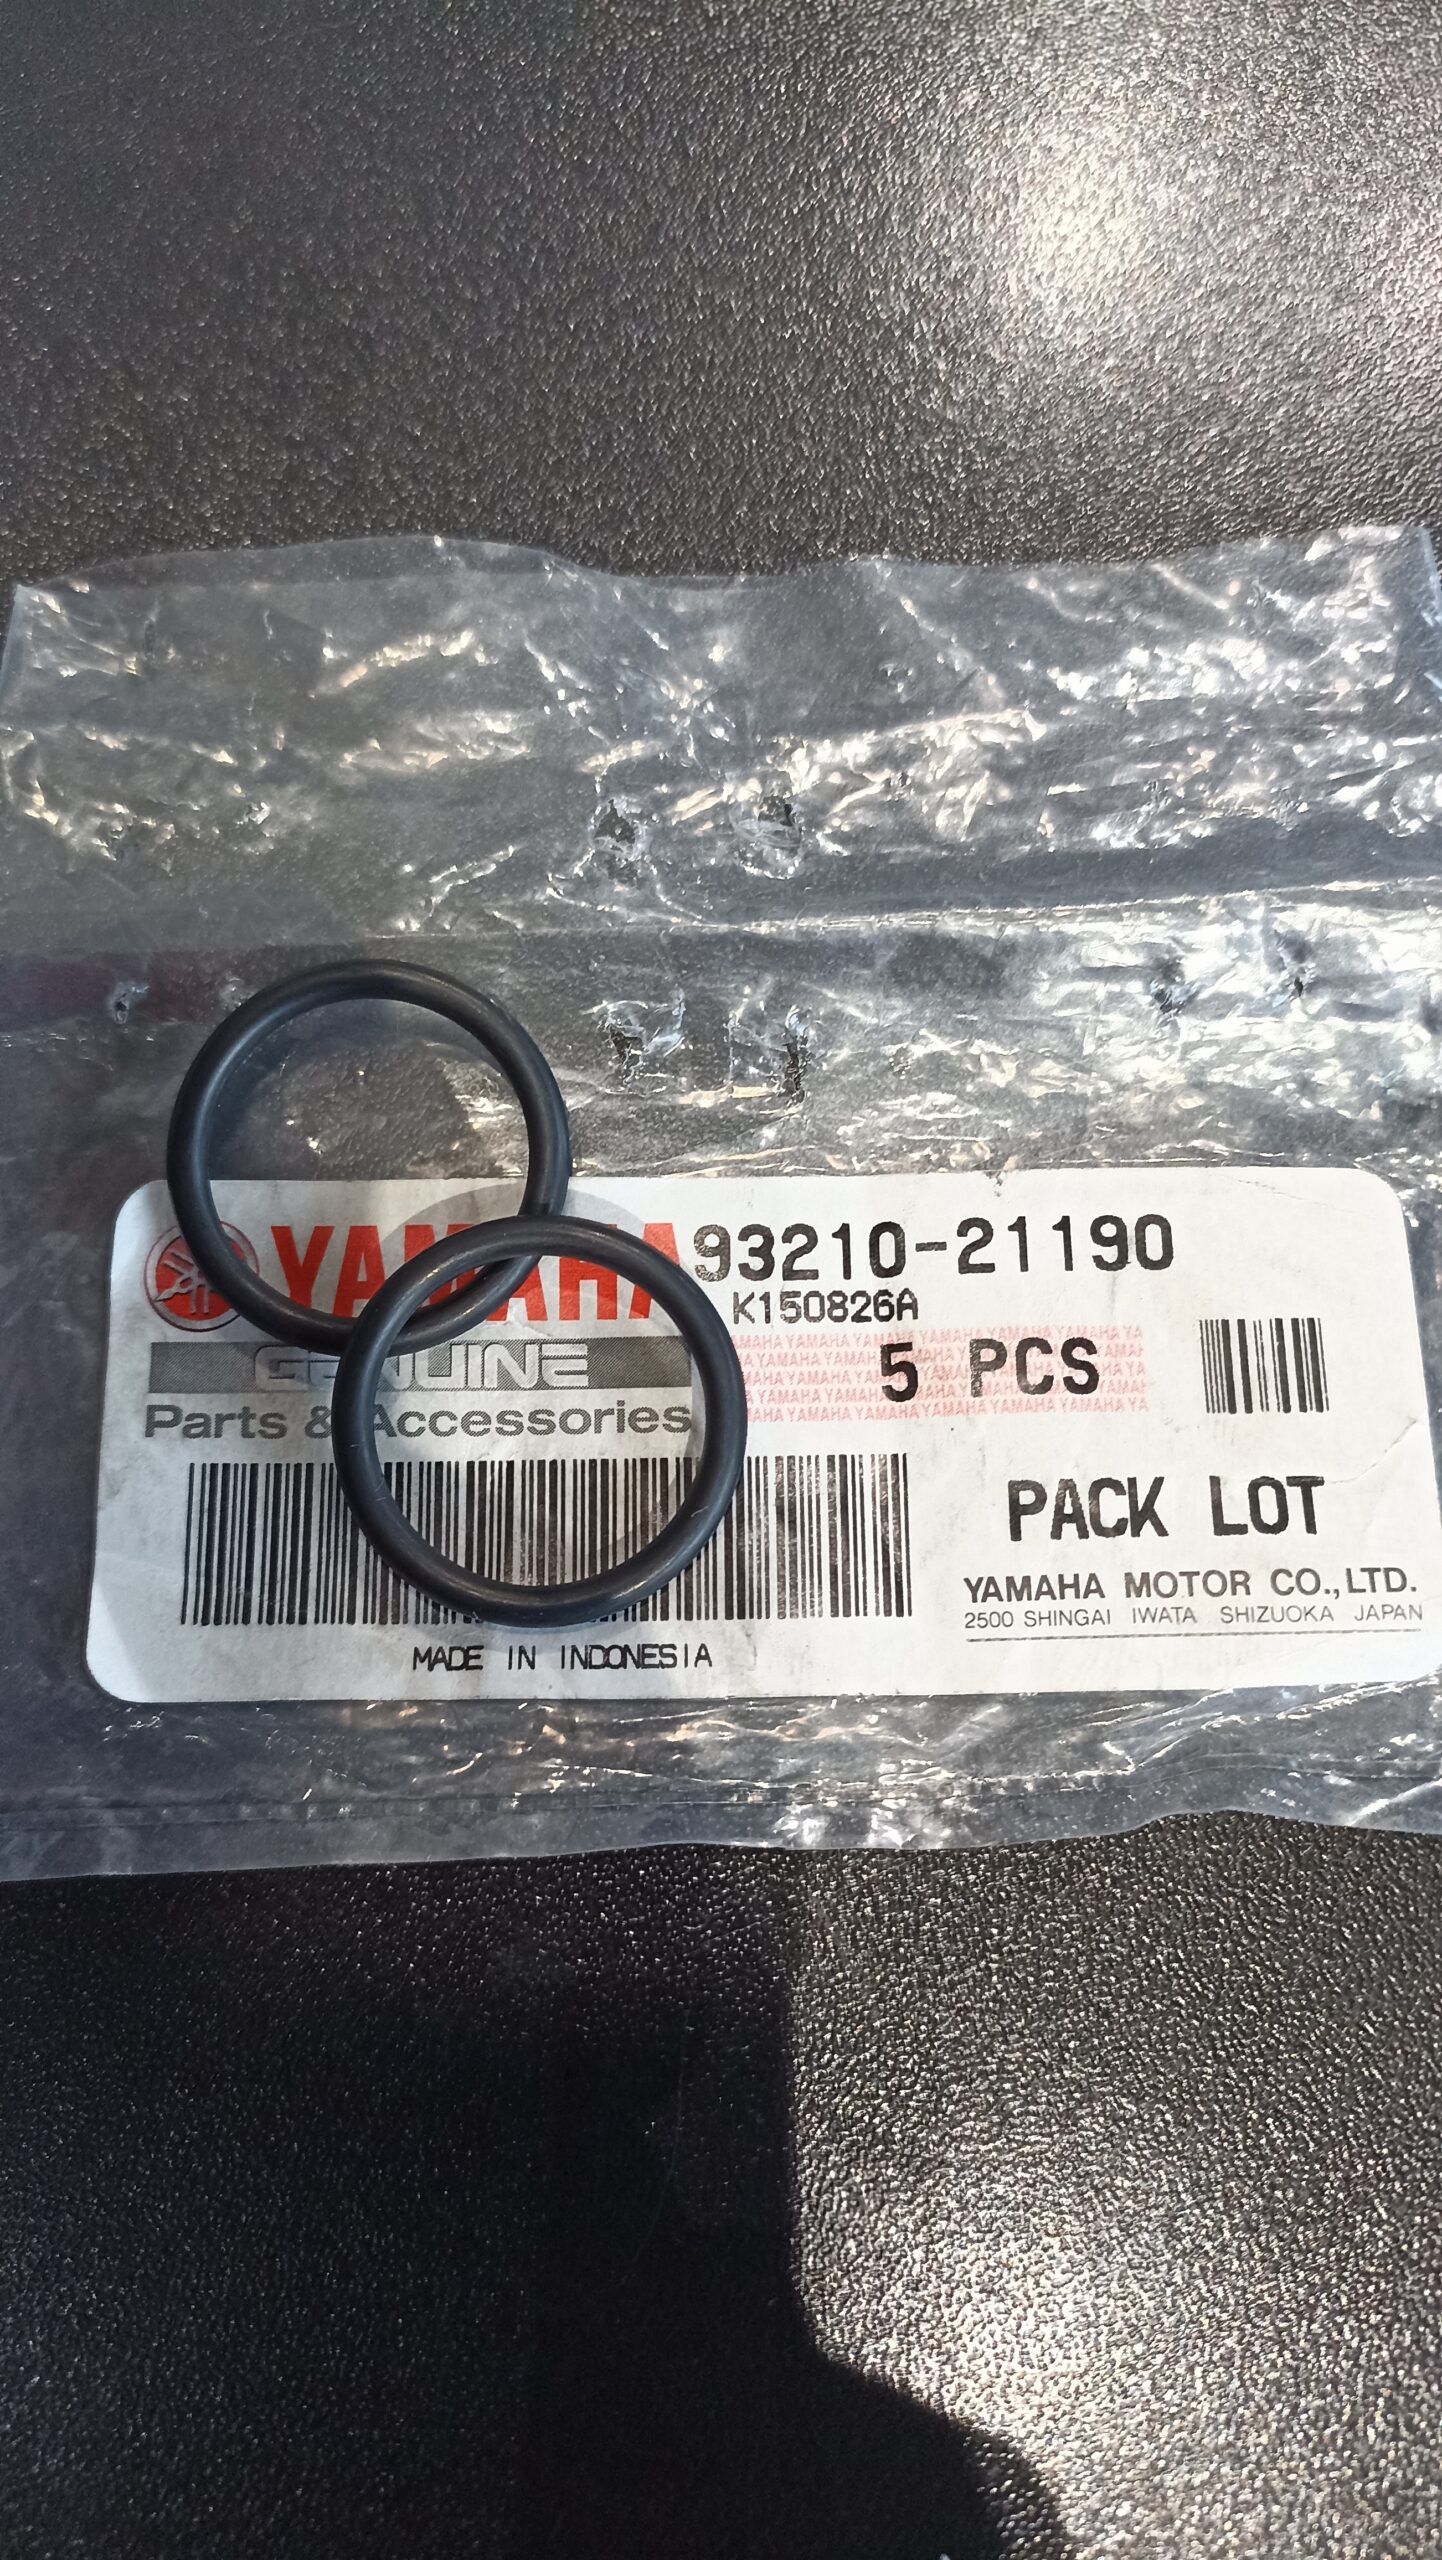 YAMAHA 93210-21190
K150826A
GENUINE
5 PCS
Parts & Accessories
PACK LOT
YAMAHA MOTOR CO., LTD.
2500 SHINGAI IWATA SHIZUOKA JAPAN
MADE IN INDONESIA